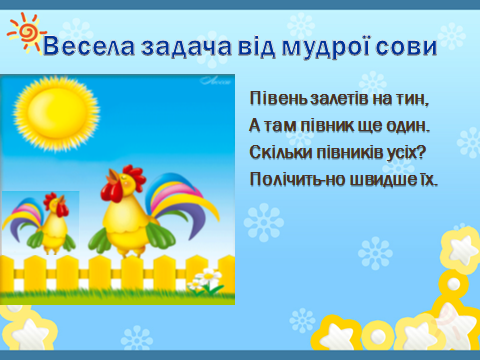 Весела задача від мудрої сови
Півень залетів на тин,
А там півник ще один.
Скільки півників усіх?
Полічить-но швидше їх.